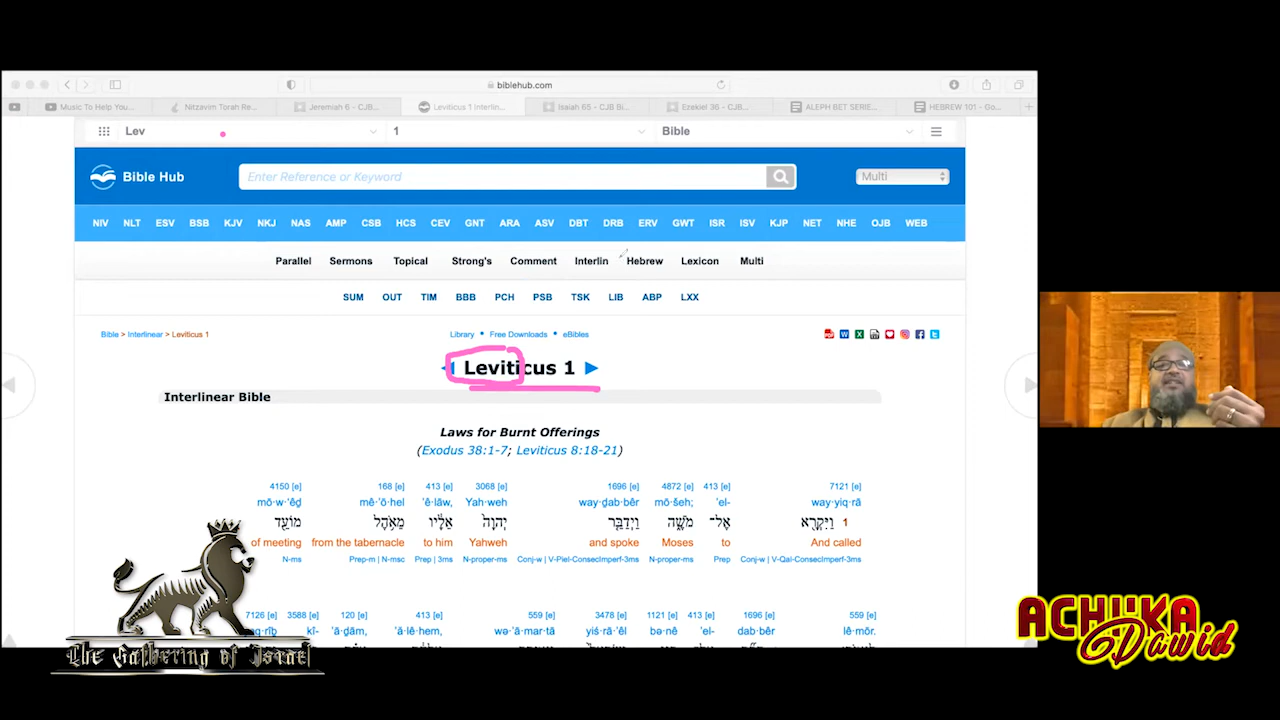 biblehub.com
Music To Help You... Nitzavim Torah Re... Jeremiah 6 - CJB... Leviticus 1 Interlin... Isaiah 65 - CJB Bi... Ezekiel 36 - CJB... ALEPH BET SERIE... HEBREW 101 - Go...
Lev 1 Bible
Bible Hub Enter Reference or Keyword Multi
NIV NLT ESV BSB KJV NKJ NAS AMP CSB HCS CEV GNT ARA ASV DBT DRB ERV GWT ISR ISV KJP NET NHE OJB WEB
Parallel Sermons Topical Strong's Comment Interlin Hebrew Lexicon Multi
SUM OUT TIM BBB PCH PSB TSK LIB ABP LXX
Bible > Interlinear > Leviticus 1 Library • Free Downloads • eBibles
◄ Leviticus 1 ►
Interlinear Bible
Laws for Burnt Offerings
(Exodus 38:1-7; Leviticus 8:18-21)
4150 [e] 168 [e] 413 [e] 3068 [e] 1696 [e] 4872 [e] 413 [e] 7121 [e]
mō·w·‘êḏ mê·’ō·hel ’ê·lāw, Yah·weh way·ḏab·bêr mō·šeh; ’el- way·yiq·rā
1 וַיִּקְרָ֖א אֶל־ מֹשֶׁ֑ה וַיְדַבֵּ֤ר יְהוָה֙ אֵלָ֔יו מֵאֹ֥הֶל מוֹעֵ֖ד
of meeting from the tabernacle to him Yahweh and spoke Moses to And called
N-ms Prep-m | N-msc Prep | 3ms N-proper-ms Conj-w | V-Piel-ConsecImperf-3ms N-proper-ms Prep Conj-w | V-Qal-ConsecImperf-3ms
7126 [e] 3588 [e] 120 [e] 413 [e] 559 [e] 3478 [e] 1121 [e] 413 [e] 1696 [e] 559 [e]
kî- ’ā·ḏām, ’ă·lê·hem, wə·’ā·mar·tā yiś·rā·’êl bə·nê ’el- dab·bêr lê·mōr.
The Gathering of Israel
ACHUKA
Dawid